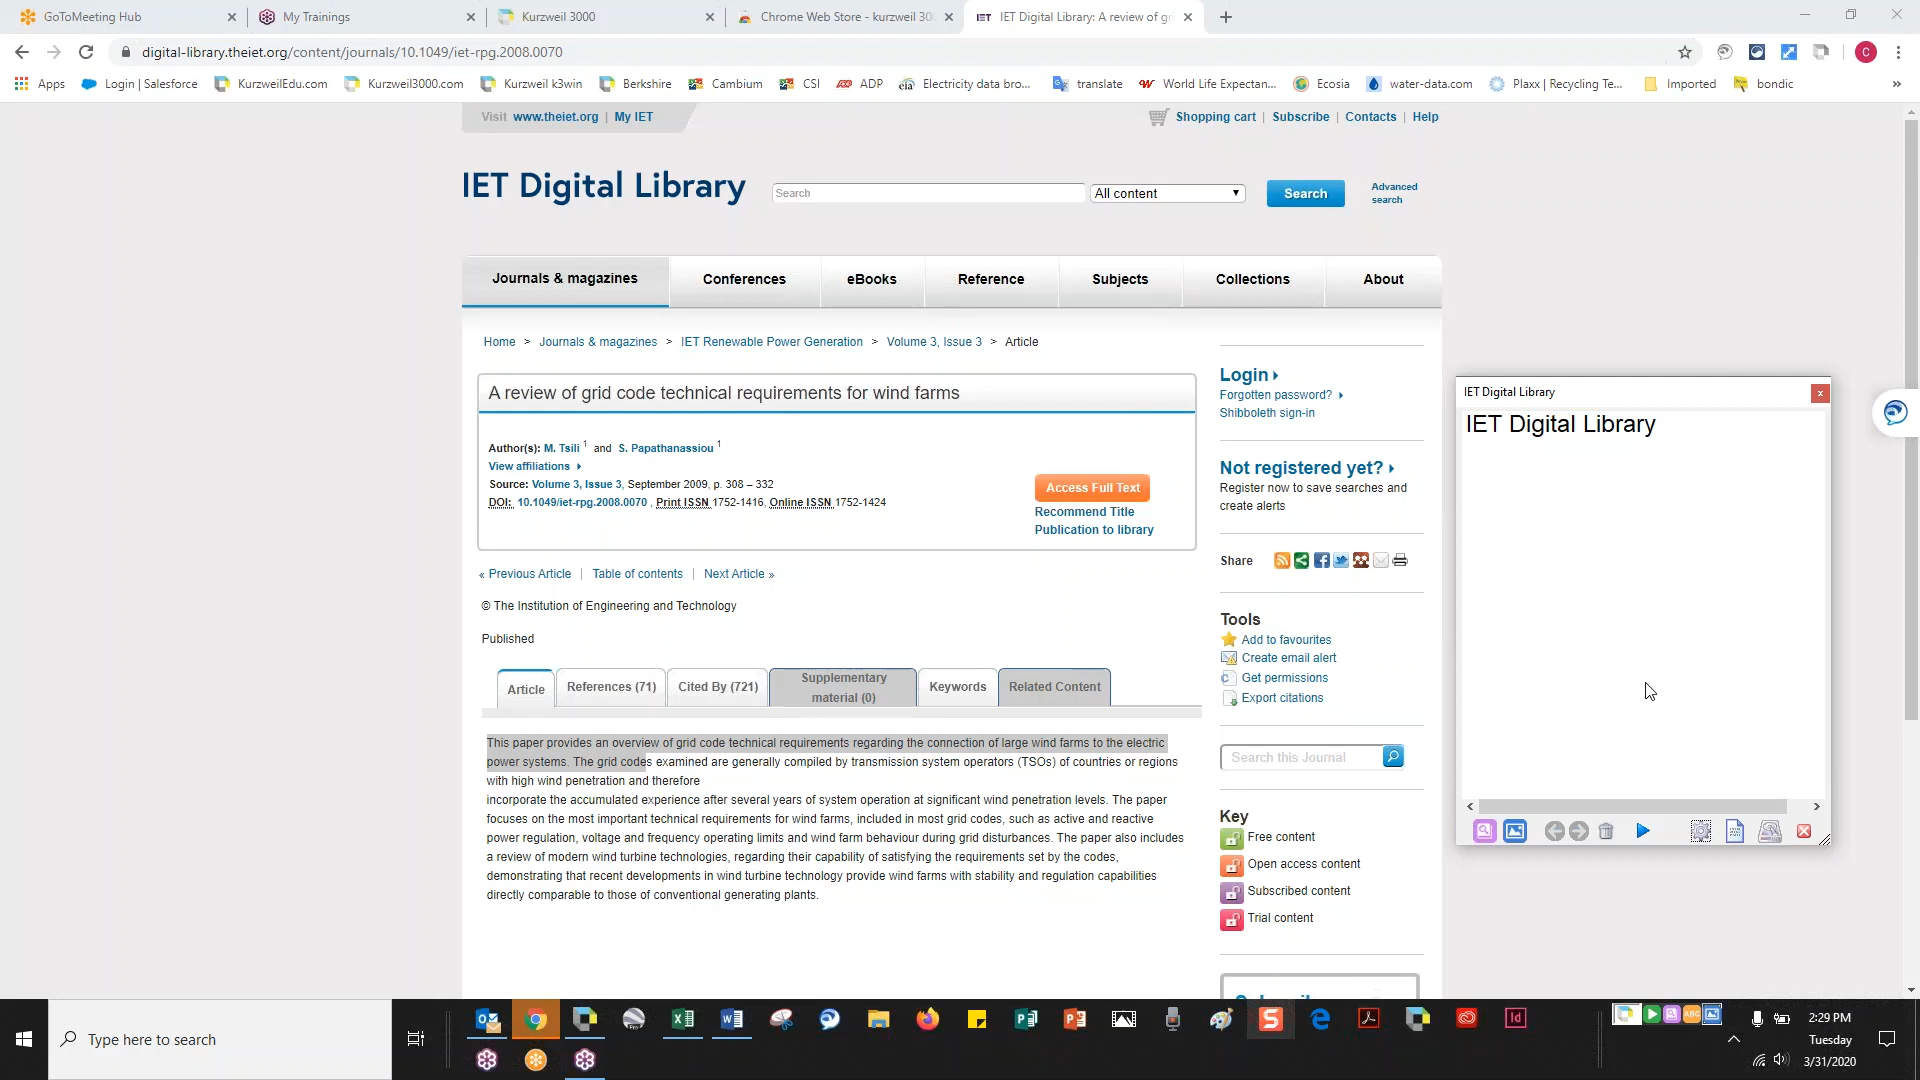 GoToMeeting Hub
My Trainings
Kurzweil 3000
Chrome Web Store - kurzweil 30
IET Digital Library: A review of gr
digital-library.theiet.org/content/journals/10.1049/iet-rpg.2008.0070
C
Apps
Login | Salesforce
KurzweilEdu.com
Kurzweil3000.com
Kurzweil k3win
Berkshire
Cambium
CSI
ADP
eia
Electricity data bro...
translate
World Life Expectan...
Ecosia
water-data.com
Plaxx | Recycling Te...
Imported
bondic
Visit www.theiet.org | My IET
Shopping cart | Subscribe | Contacts | Help
IET Digital Library
Search
All content
Search
Advanced
search
Journals & magazines
Conferences
eBooks
Reference
Subjects
Collections
About
Home > Journals & magazines > IET Renewable Power Generation > Volume 3, Issue 3 > Article
A review of grid code technical requirements for wind farms
Author(s): M. Tsili 1 and S. Papathanassiou 1
View affiliations
Source: Volume 3, Issue 3, September 2009, p. 308 – 332
DOI: 10.1049/iet-rpg.2008.0070 , Print ISSN 1752-1416, Online ISSN 1752-1424
Access Full Text
Recommend Title
Publication to library
« Previous Article | Table of contents | Next Article »
© The Institution of Engineering and Technology
Published
Article
References (71)
Cited By (721)
Supplementary
material (0)
Keywords
Related Content
This paper provides an overview of grid code technical requirements regarding the connection of large wind farms to the electric
power systems. The grid codes examined are generally compiled by transmission system operators (TSOs) of countries or regions
with high wind penetration and therefore
incorporate the accumulated experience after several years of system operation at significant wind penetration levels. The paper
focuses on the most important technical requirements for wind farms, included in most grid codes, such as active and reactive
power regulation, voltage and frequency operating limits and wind farm behaviour during grid disturbances. The paper also includes
a review of modern wind turbine technologies, regarding their capability of satisfying the requirements set by the codes,
demonstrating that recent developments in wind turbine technology provide wind farms with stability and regulation capabilities
directly comparable to those of conventional generating plants.
Login
Forgotten password?
Shibboleth sign-in
Not registered yet?
Register now to save searches and
create alerts
Share
Tools
Add to favourites
Create email alert
Get permissions
Export citations
Search this Journal
Key
Free content
Open access content
Subscribed content
Trial content
IET Digital Library
IET Digital Library
Type here to search
2:29 PM
Tuesday
3/31/2020